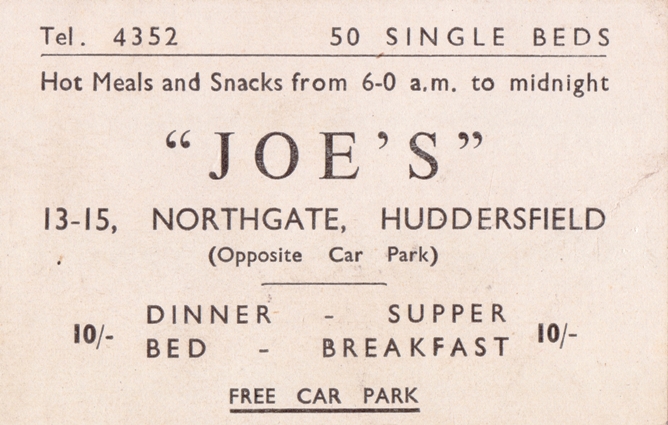 Tel. 4352 50 SINGLE BEDS
Hot Meals and Snacks from 6-0 a.m. to midnight
“JOE’S”
13-15, NORTHGATE, HUDDERSFIELD
(Opposite Car Park)
DINNER - SUPPER
10/- 10/-
BED - BREAKFAST
FREE CAR PARK